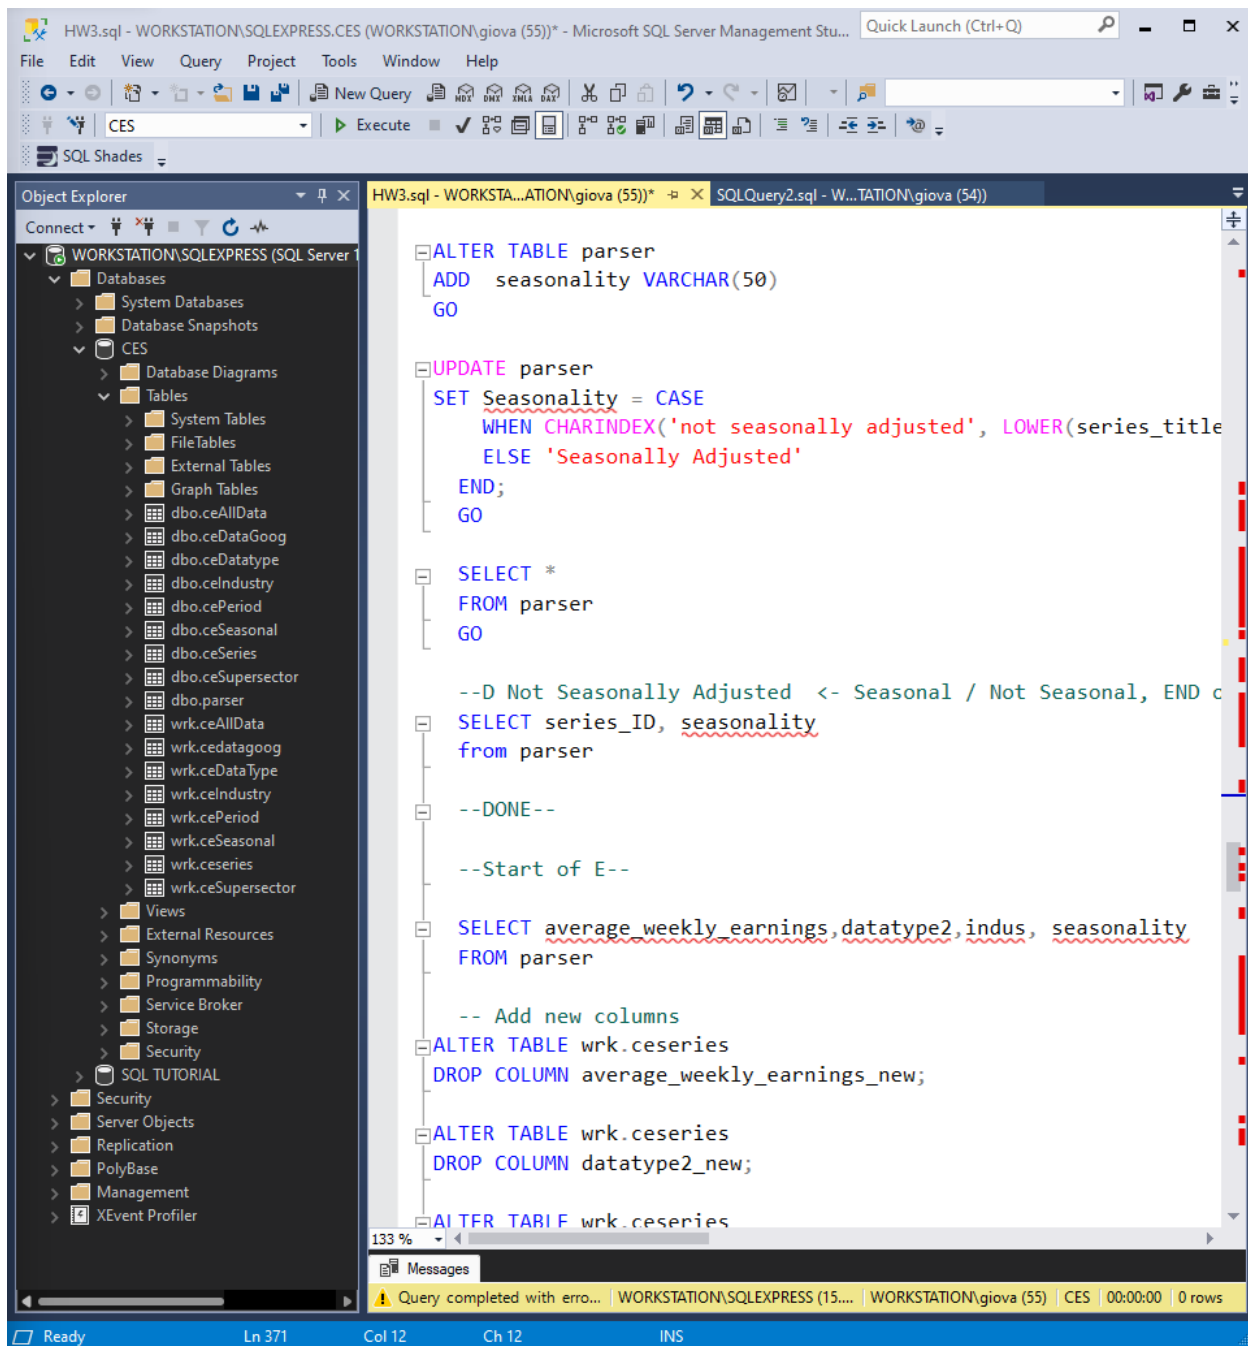 HW3.sql - WORKSTATION\SQLEXPRESS.CES (WORKSTATION\giova (55))* - Microsoft SQL Server Management Stu...
Quick Launch (Ctrl+Q)
File Edit View Query Project Tools Window Help
New Query MDX DMX XMLA DAX
CES Execute
SQL Shades
Object Explorer
Connect
WORKSTATION\SQLEXPRESS (SQL Server 1
Databases
System Databases
Database Snapshots
CES
Database Diagrams
Tables
System Tables
FileTables
External Tables
Graph Tables
dbo.ceAllData
dbo.ceDataGoog
dbo.ceDatatype
dbo.ceIndustry
dbo.cePeriod
dbo.ceSeasonal
dbo.ceSeries
dbo.ceSupersector
dbo.parser
wrk.ceAllData
wrk.cedatagoog
wrk.ceDataType
wrk.ceIndustry
wrk.cePeriod
wrk.ceSeasonal
wrk.ceseries
wrk.ceSupersector
Views
External Resources
Synonyms
Programmability
Service Broker
Storage
Security
SQL TUTORIAL
Security
Server Objects
Replication
PolyBase
Management
XEvent Profiler
HW3.sql - WORKSTA...ATION\giova (55))*
SQLQuery2.sql - W...TATION\giova (54))
ALTER TABLE parser
ADD  seasonality VARCHAR(50)
GO
UPDATE parser
SET Seasonality = CASE
WHEN CHARINDEX('not seasonally adjusted', LOWER(series_title
ELSE 'Seasonally Adjusted'
END;
GO
SELECT *
FROM parser
GO
--D Not Seasonally Adjusted  <- Seasonal / Not Seasonal, END c
SELECT series_ID, seasonality
from parser
--DONE--
--Start of E--
SELECT average_weekly_earnings,datatype2,indus, seasonality
FROM parser
-- Add new columns
ALTER TABLE wrk.ceseries
DROP COLUMN average_weekly_earnings_new;
ALTER TABLE wrk.ceseries
DROP COLUMN datatype2_new;
ALTER TABLE wrk.ceseries
133 %
Messages
Query completed with erro... WORKSTATION\SQLEXPRESS (15.... WORKSTATION\giova (55) CES 00:00:00 0 rows
Ready Ln 371 Col 12 Ch 12 INS